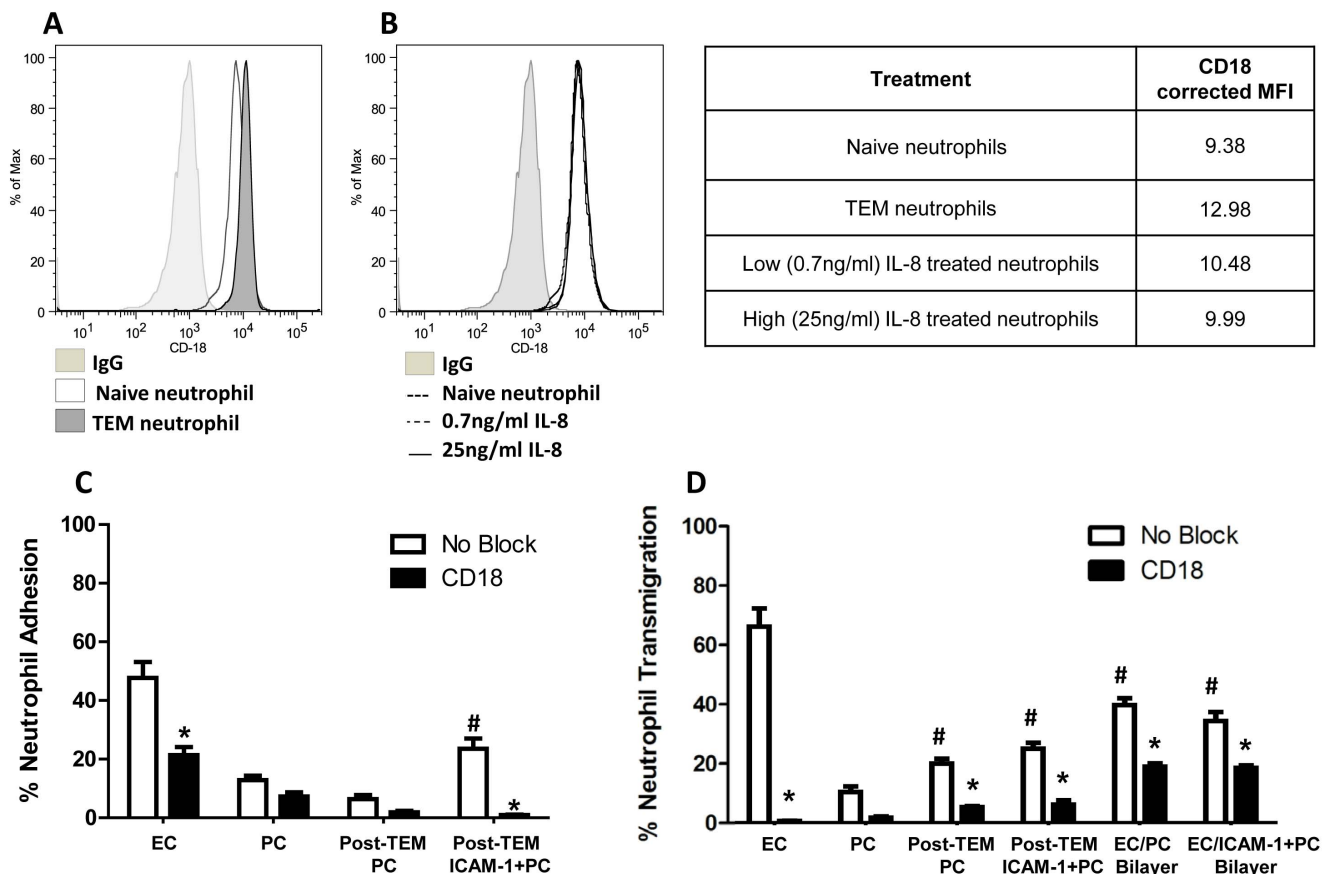 A
B
100
80
60
40
20
0
% of Max
10^1 10^2 10^3 10^4 10^5
CD-18
IgG
Naive neutrophil
TEM neutrophil
100
80
60
40
20
0
% of Max
10^1 10^2 10^3 10^4 10^5
CD-18
IgG
Naive neutrophil
0.7ng/ml IL-8
25ng/ml IL-8
Treatment
CD18
corrected MFI
Naive neutrophils 9.38
TEM neutrophils 12.98
Low (0.7ng/ml) IL-8 treated neutrophils 10.48
High (25ng/ml) IL-8 treated neutrophils 9.99
C
% Neutrophil Adhesion
100
80
60
40
20
0
No Block
CD18
*
#
*
EC PC Post-TEM Post-TEM
PC ICAM-1+PC
D
% Neutrophil Transmigration
100
80
60
40
20
0
No Block
CD18
*
#
*
#
*
#
*
#
*
EC PC Post-TEM Post-TEM EC/PC EC/ICAM-1+PC
PC ICAM-1+PC Bilayer Bilayer